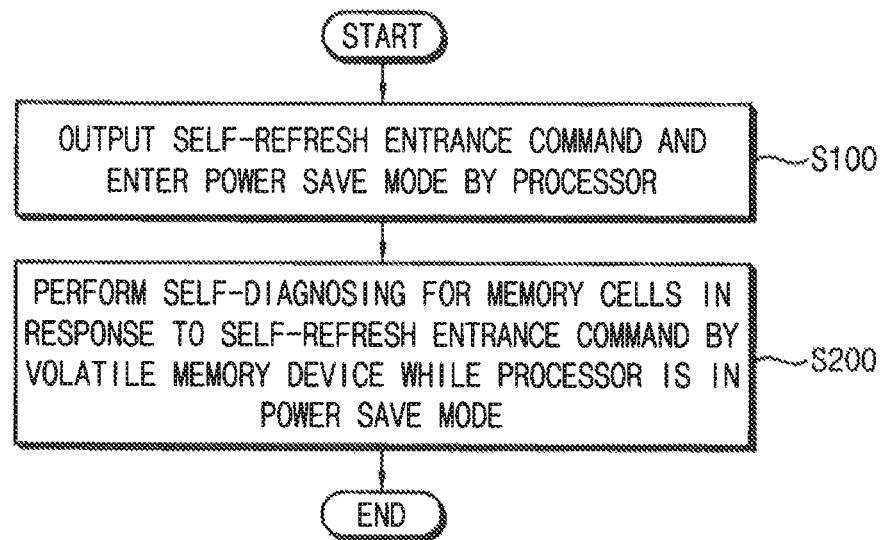 START
OUTPUT SELF-REFRESH ENTRANCE COMMAND AND
ENTER POWER SAVE MODE BY PROCESSOR
S100
PERFORM SELF-DIAGNOSING FOR MEMORY CELLS IN
RESPONSE TO SELF-REFRESH ENTRANCE COMMAND BY
VOLATILE MEMORY DEVICE WHILE PROCESSOR IS IN
POWER SAVE MODE
S200
END